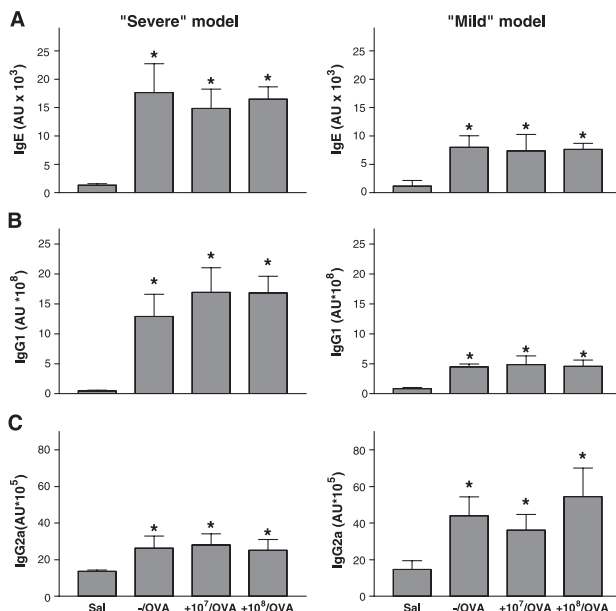 "Severe" model "Mild" model
A
IgE (AU x 10³)
25
20
15
10
5
0
* * *
IgE (AU x 10³)
25
20
15
10
5
0
* * *
B
IgG1 (AU *10⁸)
25
20
15
10
5
0
* * *
IgG1 (AU*10⁸)
25
20
15
10
5
0
* * *
C
IgG2a(AU*10⁵)
80
60
40
20
0
* * *
Sal -/OVA +10⁷/OVA +10⁸/OVA
IgG2a (AU*10⁵)
80
60
40
20
0
* * *
Sal -/OVA +10⁷/OVA +10⁸/OVA